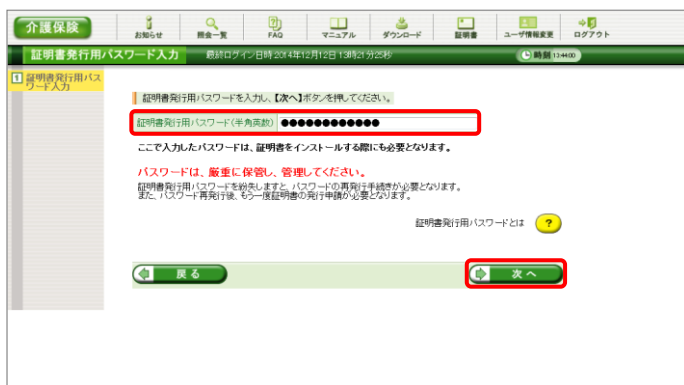 介護保険
お知らせ
照会一覧
FAQ
マニュアル
ダウンロード
証明書
ユーザ情報変更
ログアウト
証明書発行用パスワード入力
最終ログイン日時:2014年12月12日 13時21分25秒
時刻 13:44:00
1 証明書発行用パス
ワード入力
証明書発行用パスワードを入力し、【次へ】ボタンを押してください。
証明書発行用パスワード(半角英数) ●●●●●●●●●●●●
ここで入力したパスワードは、証明書をインストールする際にも必要となります。
パスワードは、厳重に保管し、管理してください。
証明書発行用パスワードを紛失しますと、パスワードの再発行手続きが必要となります。
また、パスワード再発行後、もう一度証明書の発行申請が必要となります。
証明書発行用パスワードとは ?
戻る
次へ